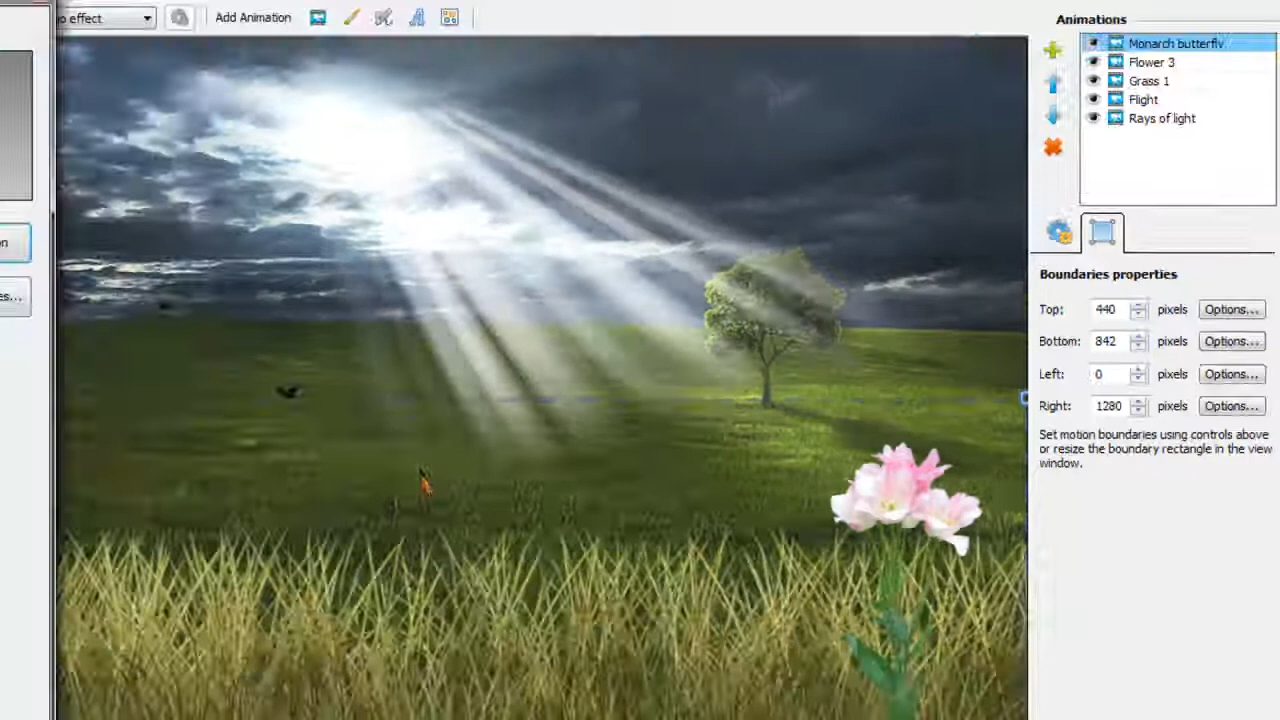 o effect
Add Animation
Animations
Monarch butterfly
Flower 3
Grass 1
Flight
Rays of light
n
es...
Boundaries properties
Top: 440 pixels Options...
Bottom: 842 pixels Options...
Left: 0 pixels Options...
Right: 1280 pixels Options...
Set motion boundaries using controls above
or resize the boundary rectangle in the view
window.